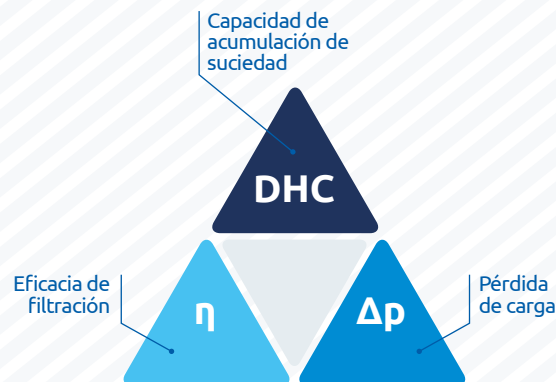 Capacidad de
acumulación de
suciedad
DHC
Eficacia de
filtración
η
Δp
Pérdida
de carga